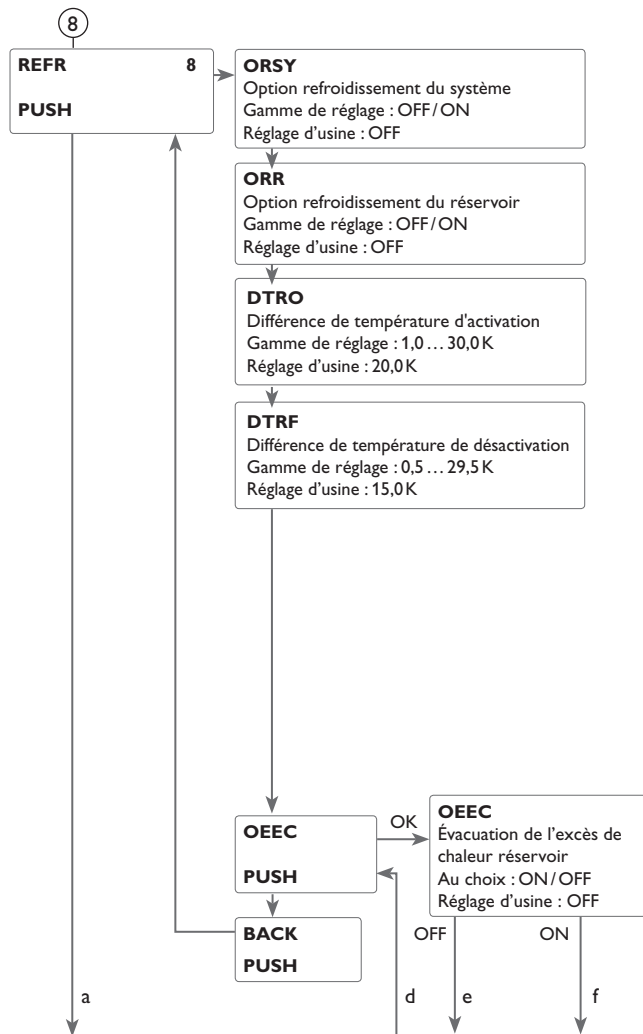 8
REFR 8
PUSH
ORSY
Option refroidissement du système
Gamme de réglage : OFF / ON
Réglage d’usine : OFF
ORR
Option refroidissement du réservoir
Gamme de réglage : OFF / ON
Réglage d’usine : OFF
DTRO
Différence de température d'activation
Gamme de réglage : 1,0 … 30,0 K
Réglage d’usine : 20,0 K
DTRF
Différence de température de désactivation
Gamme de réglage : 0,5 … 29,5 K
Réglage d’usine : 15,0 K
OEEC
PUSH
OK
OEEC
Évacuation de l’excès de
chaleur réservoir
Au choix : ON / OFF
Réglage d’usine : OFF
BACK
PUSH
OFF ON
a d e f